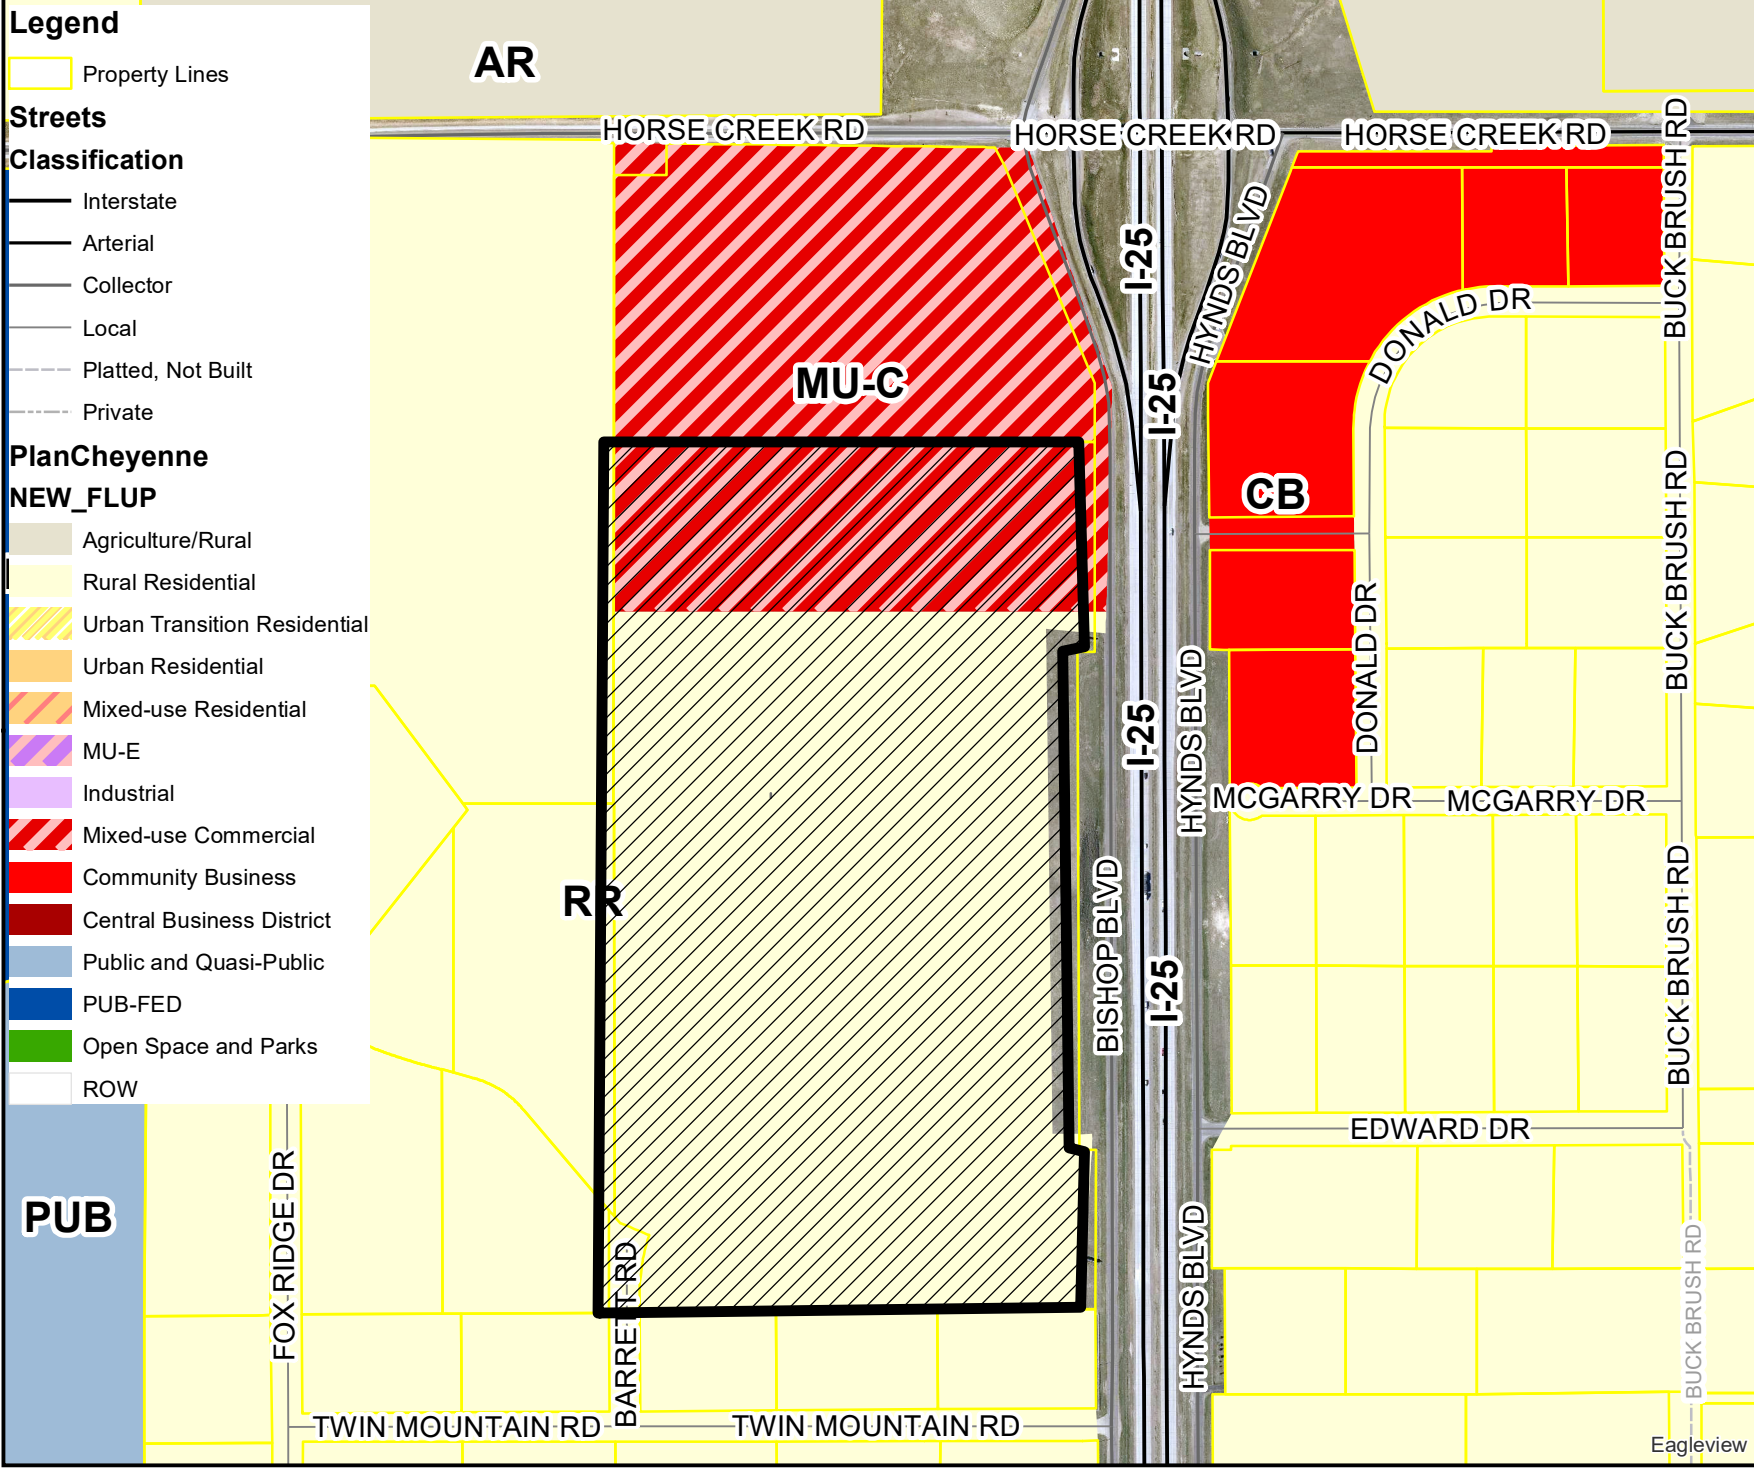 Legend
Property Lines
Streets
Classification
Interstate
Arterial
Collector
Local
Platted, Not Built
Private
PlanCheyenne
NEW_FLUP
Agriculture/Rural
Rural Residential
Urban Transition Residential
Urban Residential
Mixed-use Residential
MU-E
Industrial
Mixed-use Commercial
Community Business
Central Business District
Public and Quasi-Public
PUB-FED
Open Space and Parks
ROW
AR
HORSE CREEK RD
HORSE CREEK RD
HORSE CREEK RD
BUCK BRUSH RD
I-25
HYNDS BLVD
DONALD DR
MU-C
I-25
CB
BUCK BRUSH RD
DONALD DR
I-25
HYNDS BLVD
MCGARRY DR
MCGARRY DR
RR
BISHOP BLVD
I-25
BUCK BRUSH RD
EDWARD DR
PUB
FOX RIDGE DR
BARRETT RD
HYNDS BLVD
BUCK BRUSH RD
TWIN MOUNTAIN RD
TWIN MOUNTAIN RD
Eagleview